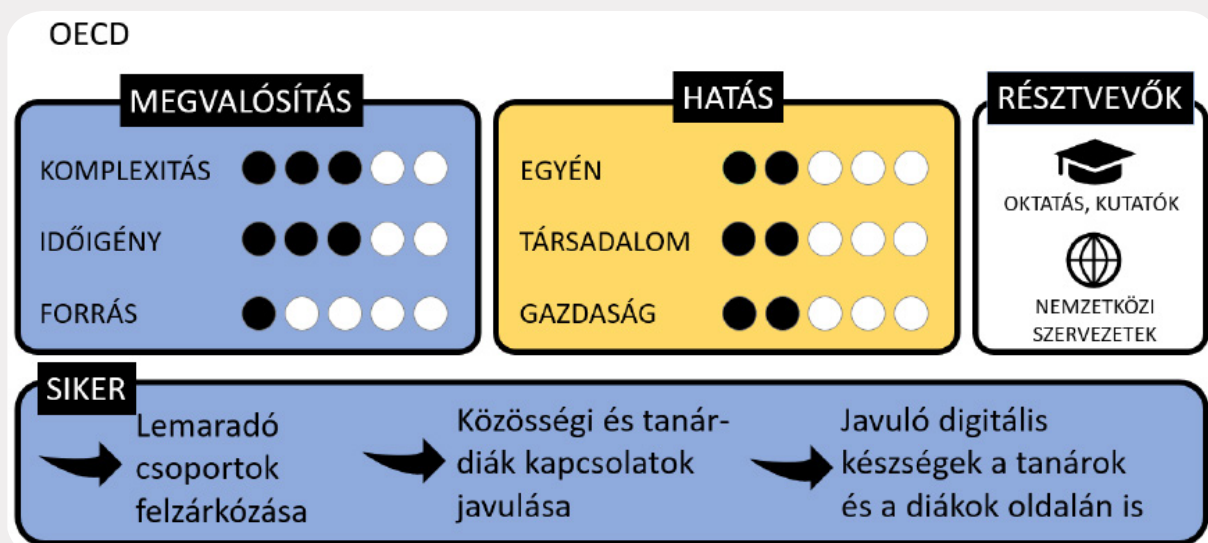 OECD
MEGVALÓSÍTÁS
KOMPLEXITÁS
IDŐIGÉNY
FORRÁS
HATÁS
EGYÉN
TÁRSADALOM
GAZDASÁG
RÉSZTVEVŐK
OKTATÁS, KUTATÓK
NEMZETKÖZI
SZERVEZETEK
SIKER
Lemaradó
csoportok
felzárkózása
Közösségi és tanár-
diák kapcsolatok
javulása
Javuló digitális
készségek a tanárok
és a diákok oldalán is